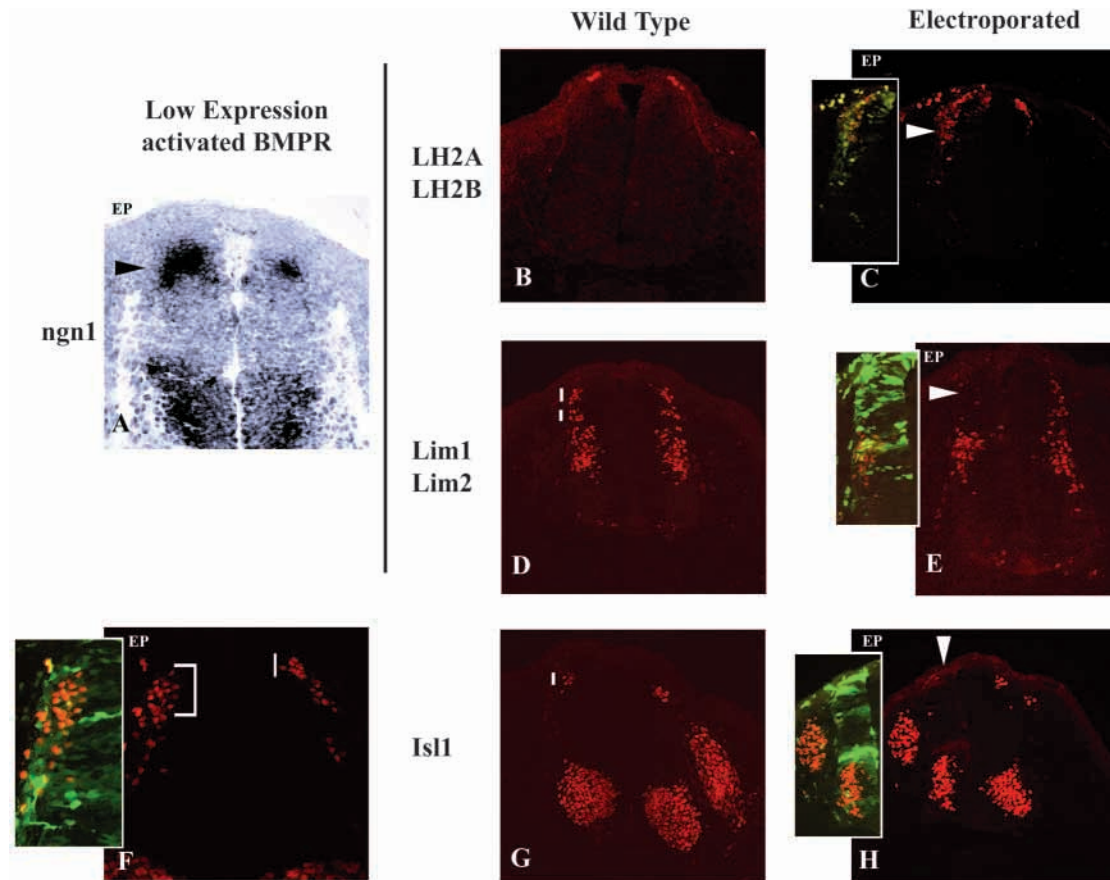 Wild Type
Electroporated
Low Expression
activated BMPR
EP
ngn1
A
LH2A
LH2B
B
EP
C
Lim1
Lim2
D
EP
E
EP
F
Isl1
G
EP
H